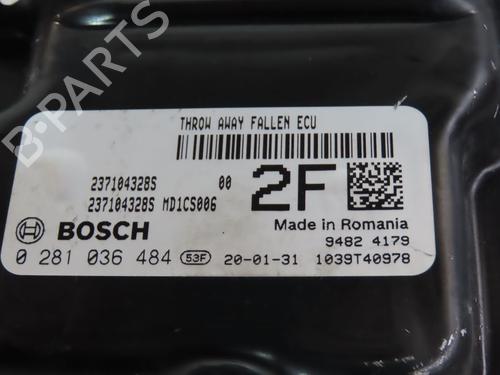 THROW AWAY FALLEN ECU
237104328S 00
237104328S MD1CS006
2F
BOSCH
Made in Romania
9482 4179
0 281 036 484 53F 20-01-31 1039T40978
B-PARTS